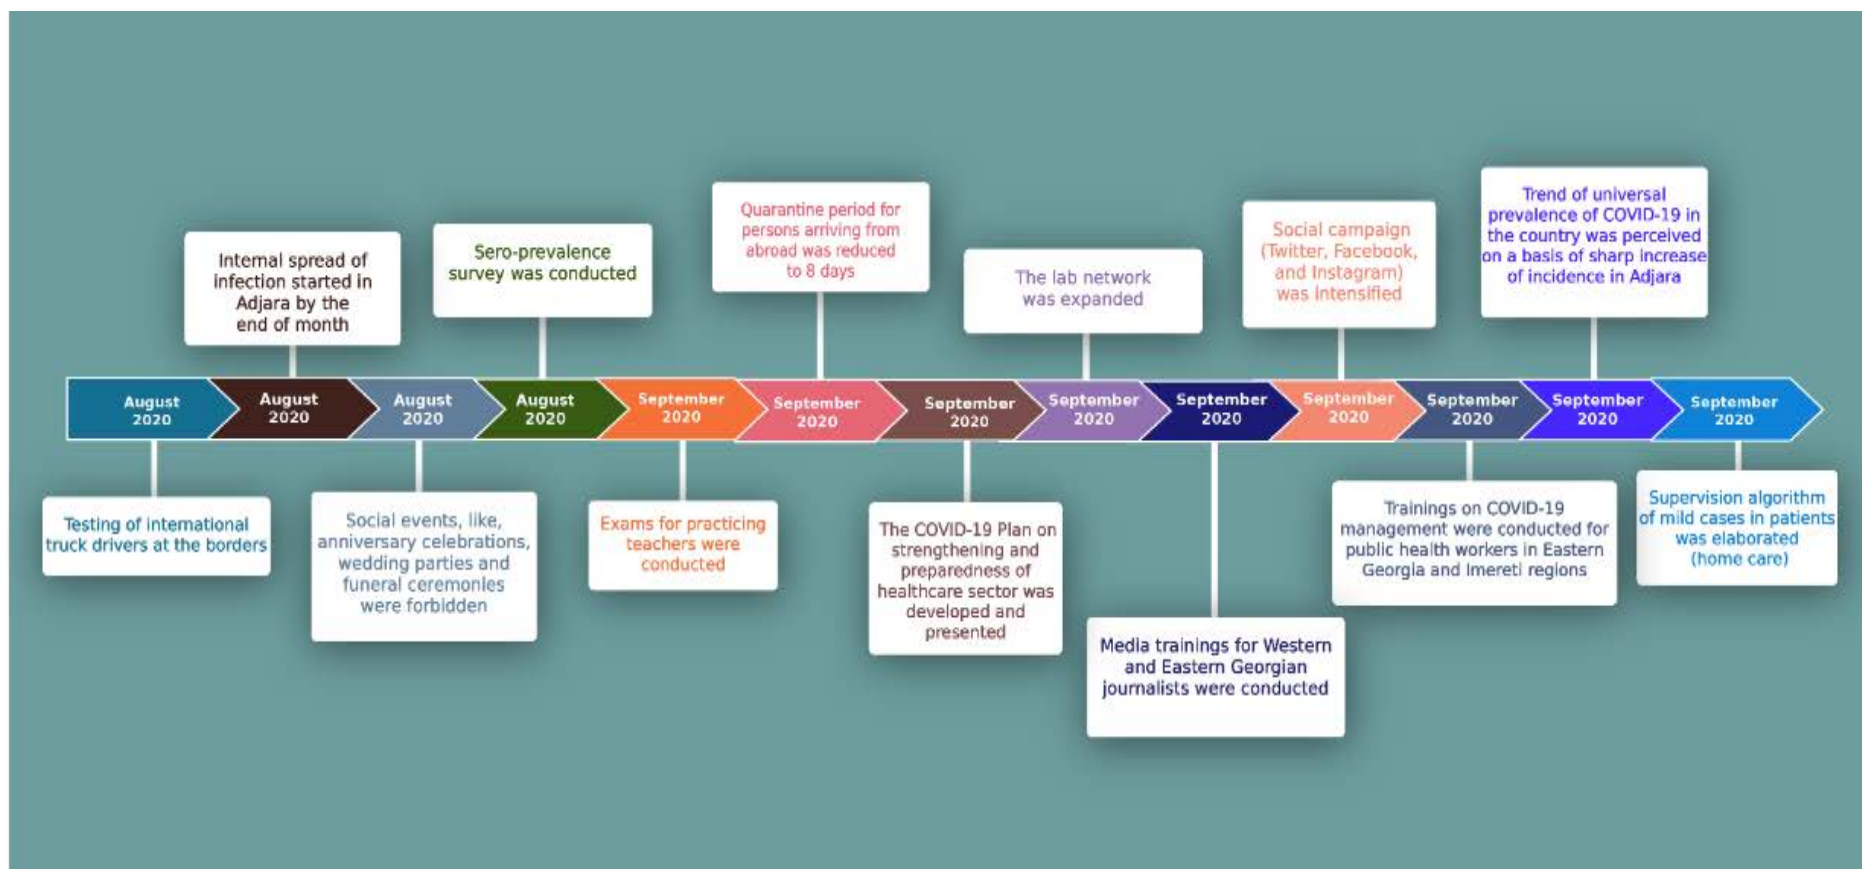 Quarantine period for
persons arriving from
abroad was reduced
to 8 days
Trend of universal
prevalence of COVID-19 in
the country was perceived
on a basis of sharp increase
of incidence in Adjara
Internal spread of
infection started in
Adjara by the
end of month
Sero-prevalence
survey was conducted
The lab network
was expanded
Social campaign
(Twitter, Facebook,
and Instagram)
was intensified
August
2020
August
2020
August
2020
August
2020
September
2020
September
2020
September
2020
September
2020
September
2020
September
2020
September
2020
September
2020
September
2020
Testing of international
truck drivers at the borders
Social events, like,
anniversary celebrations,
wedding parties and
funeral ceremonies
were forbidden
Exams for practicing
teachers were
conducted
The COVID-19 Plan on
strengthening and
preparedness of
healthcare sector was
developed and
presented
Media trainings for Western
and Eastern Georgian
journalists were conducted
Trainings on COVID-19
management were conducted for
public health workers in Eastern
Georgia and Imereti regions
Supervision algorithm
of mild cases in patients
was elaborated
(home care)